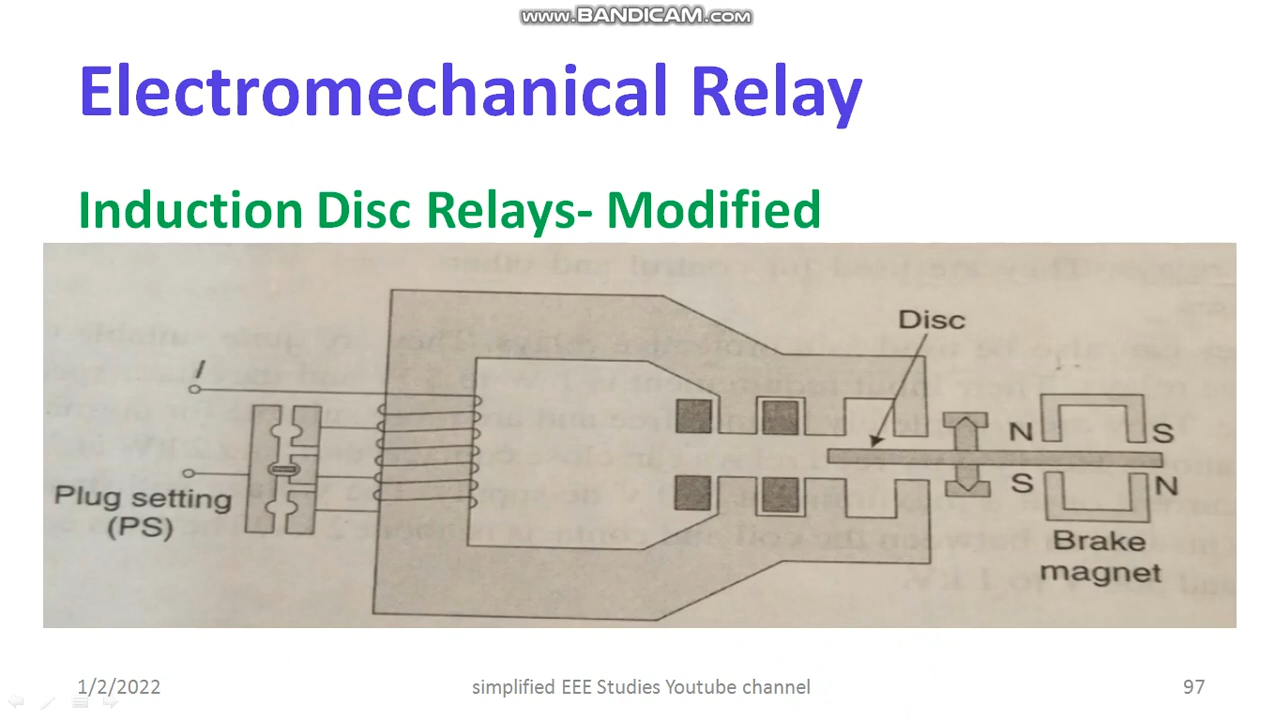 www.BANDICAM.com
Electromechanical Relay
Induction Disc Relays- Modified
Disc
I
N
S
S
N
Plug setting
(PS)
Brake
magnet
1/2/2022
simplified EEE Studies Youtube channel
97